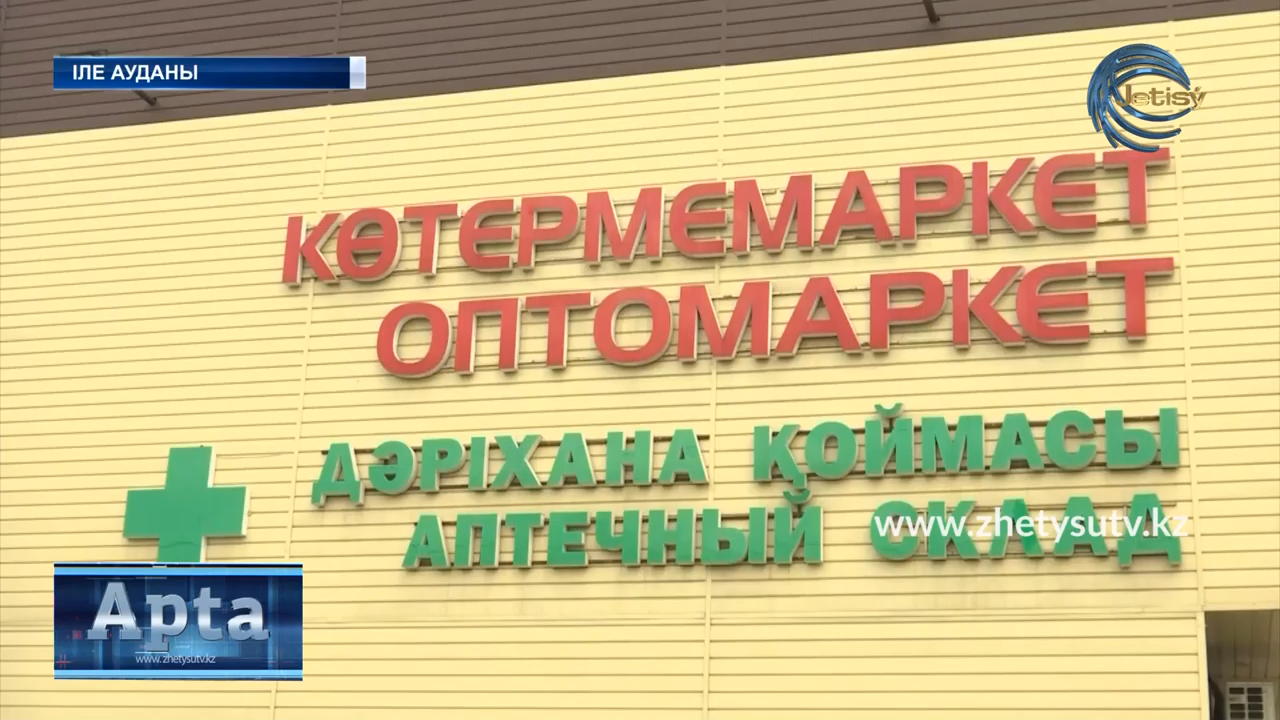 ІЛЕ АУДАНЫ
Jetisý
КӨТЕРМЕМАРКЕТ
ОПТОМАРКЕТ
ДӘРІХАНА ҚОЙМАСЫ
АПТЕЧНЫЙ СКЛАД
www.zhetysutv.kz
Apta
www.zhetysutv.kz